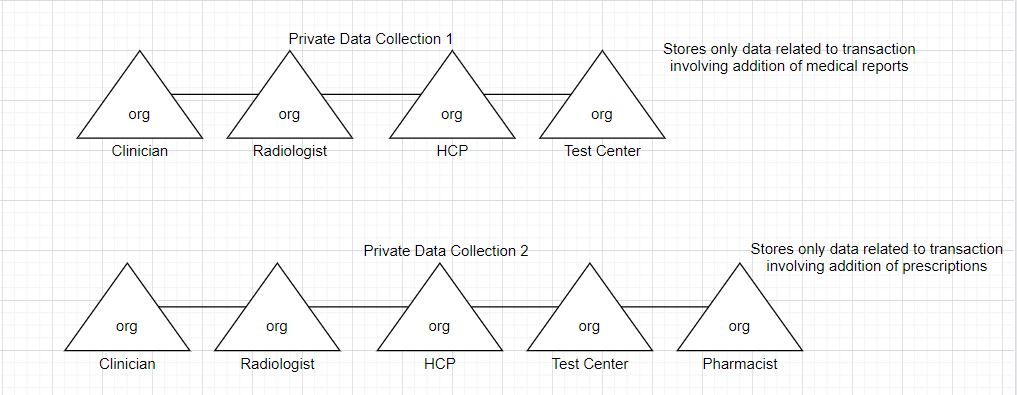 Private Data Collection 1
Stores only data related to transaction
involving addition of medical reports
org
org
org
org
Clinician
Radiologist
HCP
Test Center
Private Data Collection 2
Stores only data related to transaction
involving addition of prescriptions
org
org
org
org
org
Clinician
Radiologist
HCP
Test Center
Pharmacist